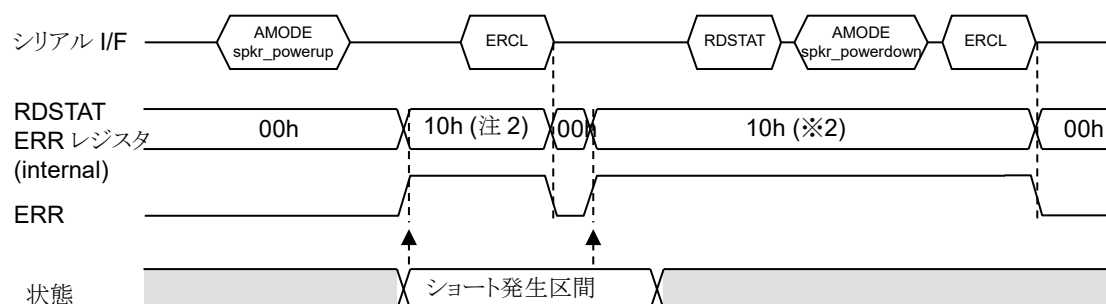 シリアル I/F
AMODE
spkr_powerup
ERCL
RDSTAT
AMODE
spkr_powerdown
ERCL
RDSTAT
ERR レジスタ
(internal)
00h
10h (注 2)
00h
10h (※2)
00h
ERR
状態
ショート発生区間